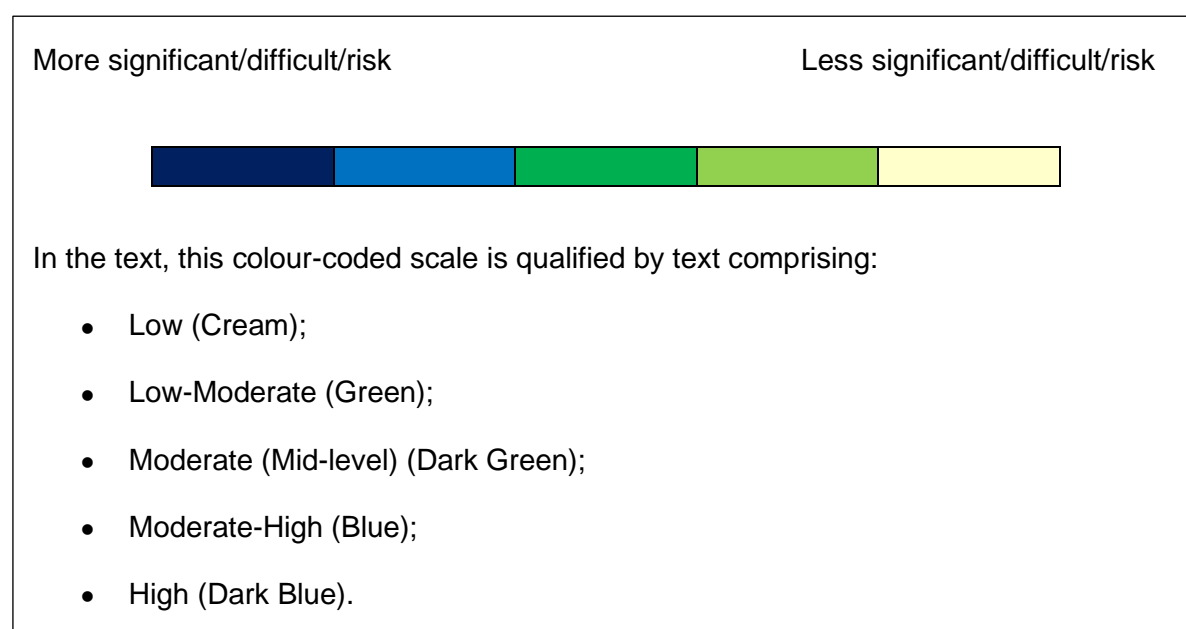 More significant/difficult/risk Less significant/difficult/risk
In the text, this colour-coded scale is qualified by text comprising:
• Low (Cream);
• Low-Moderate (Green);
• Moderate (Mid-level) (Dark Green);
• Moderate-High (Blue);
• High (Dark Blue).